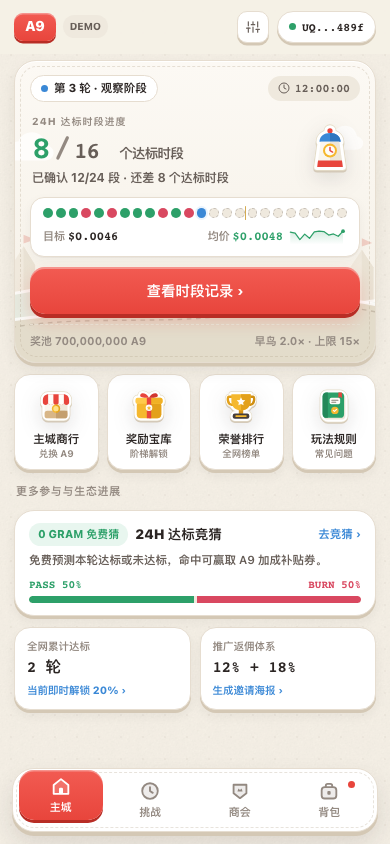 A9
DEMO
UQ...489f
第 3 轮 · 观察阶段
12:00:00
24H 达标时段进度
8 / 16 个达标时段
已确认 12/24 段 · 还差 8 个达标时段
目标 $0.0046
均价 $0.0048
查看时段记录 ›
奖池 700,000,000 A9
早鸟 2.0× · 上限 15×
主城商行
兑换 A9
奖励宝库
阶梯解锁
荣誉排行
全网榜单
玩法规则
常见问题
更多参与与生态进展
0 GRAM 免费猜
24H 达标竞猜
去竞猜 ›
免费预测本轮达标或未达标，命中可赢取 A9 加成补贴券。
PASS 50%
BURN 50%
全网累计达标
2 轮
当前即时解锁 20% ›
推广返佣体系
12% + 18%
生成邀请海报 ›
主城
挑战
商会
背包